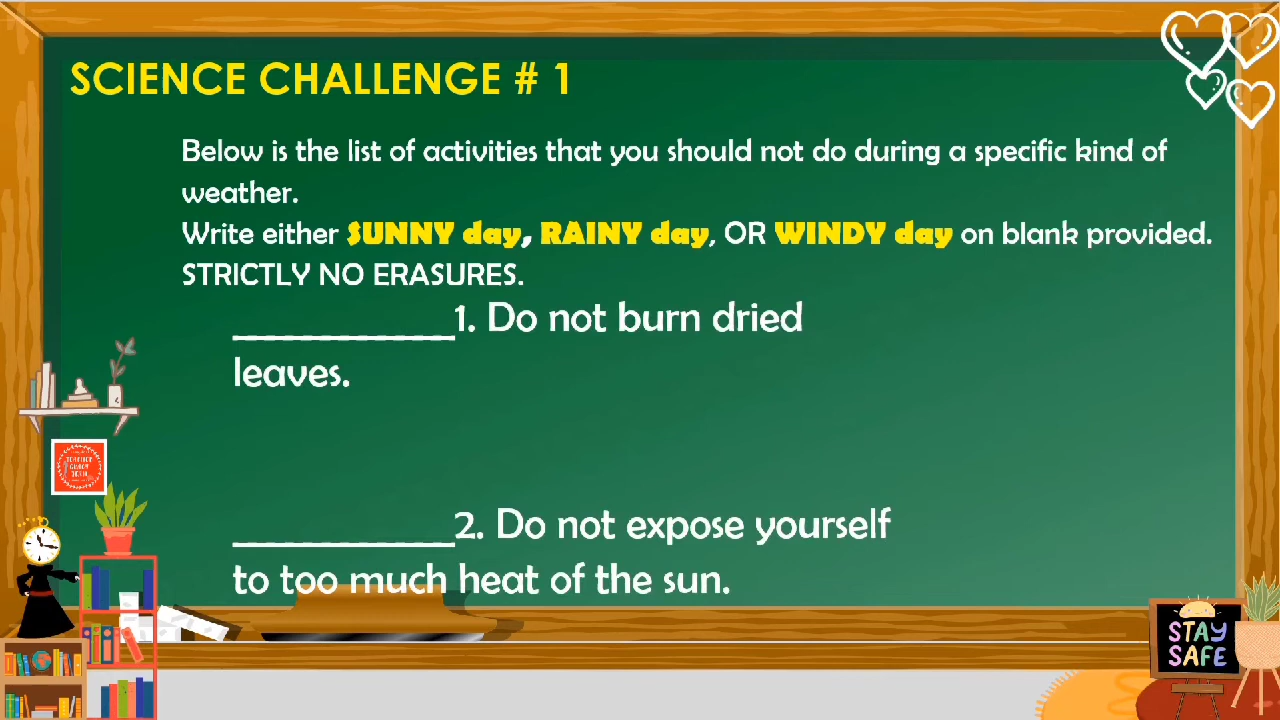 SCIENCE CHALLENGE # 1
Below is the list of activities that you should not do during a specific kind of
weather.
Write either SUNNY day, RAINY day, OR WINDY day on blank provided.
STRICTLY NO ERASURES.
____________1. Do not burn dried
leaves.
____________2. Do not expose yourself
to too much heat of the sun.
STAY
SAFE